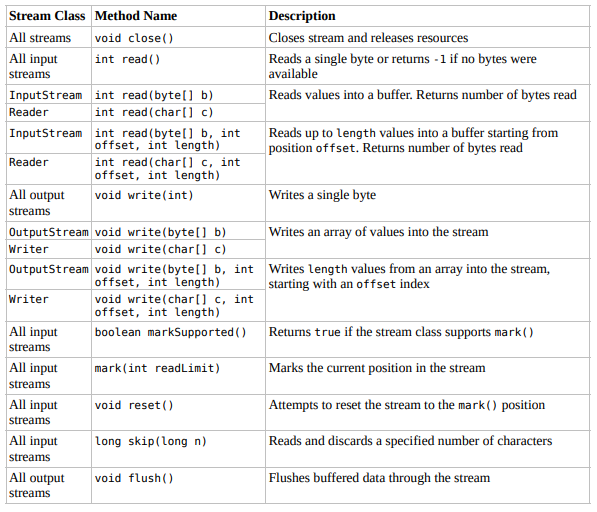 Stream Class Method Name Description
All streams void close() Closes stream and releases resources
All input int read() Reads a single byte or returns -1 if no bytes were
streams available
InputStream int read(byte[] b) Reads values into a buffer. Returns number of bytes read
Reader int read(char[] c)
InputStream int read(byte[] b, int Reads up to length values into a buffer starting from
offset, int length) position offset. Returns number of bytes read
Reader int read(char[] c, int
offset, int length)
All output void write(int) Writes a single byte
streams
OutputStream void write(byte[] b) Writes an array of values into the stream
Writer void write(char[] c)
OutputStream void write(byte[] b, int Writes length values from an array into the stream,
offset, int length) starting with an offset index
Writer void write(char[] c, int
offset, int length)
All input boolean markSupported() Returns true if the stream class supports mark()
streams
All input mark(int readLimit) Marks the current position in the stream
streams
All input void reset() Attempts to reset the stream to the mark() position
streams
All input long skip(long n) Reads and discards a specified number of characters
streams
All output void flush() Flushes buffered data through the stream
streams